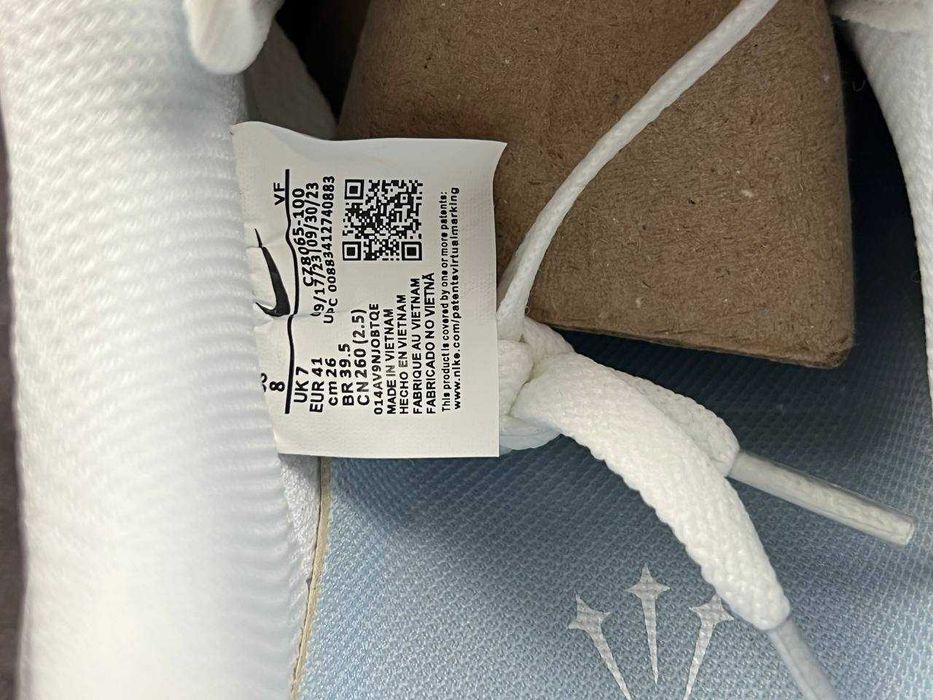 8
UK 7
EUR 41
cm 26
BR 39.5
CN 260 (2.5)
014AV9NJOBTQE
MADE IN VIETNAM
HECHO EN VIETNAM
FABRIQUE AU VIETNAM
FABRICADO NO VIETNÃ
This product is covered by one or more patents:
www.nike.com/patentsvirtualmarking
VF
CZ8065-100
9/17/23 09/30/23
UPC 00883412740883